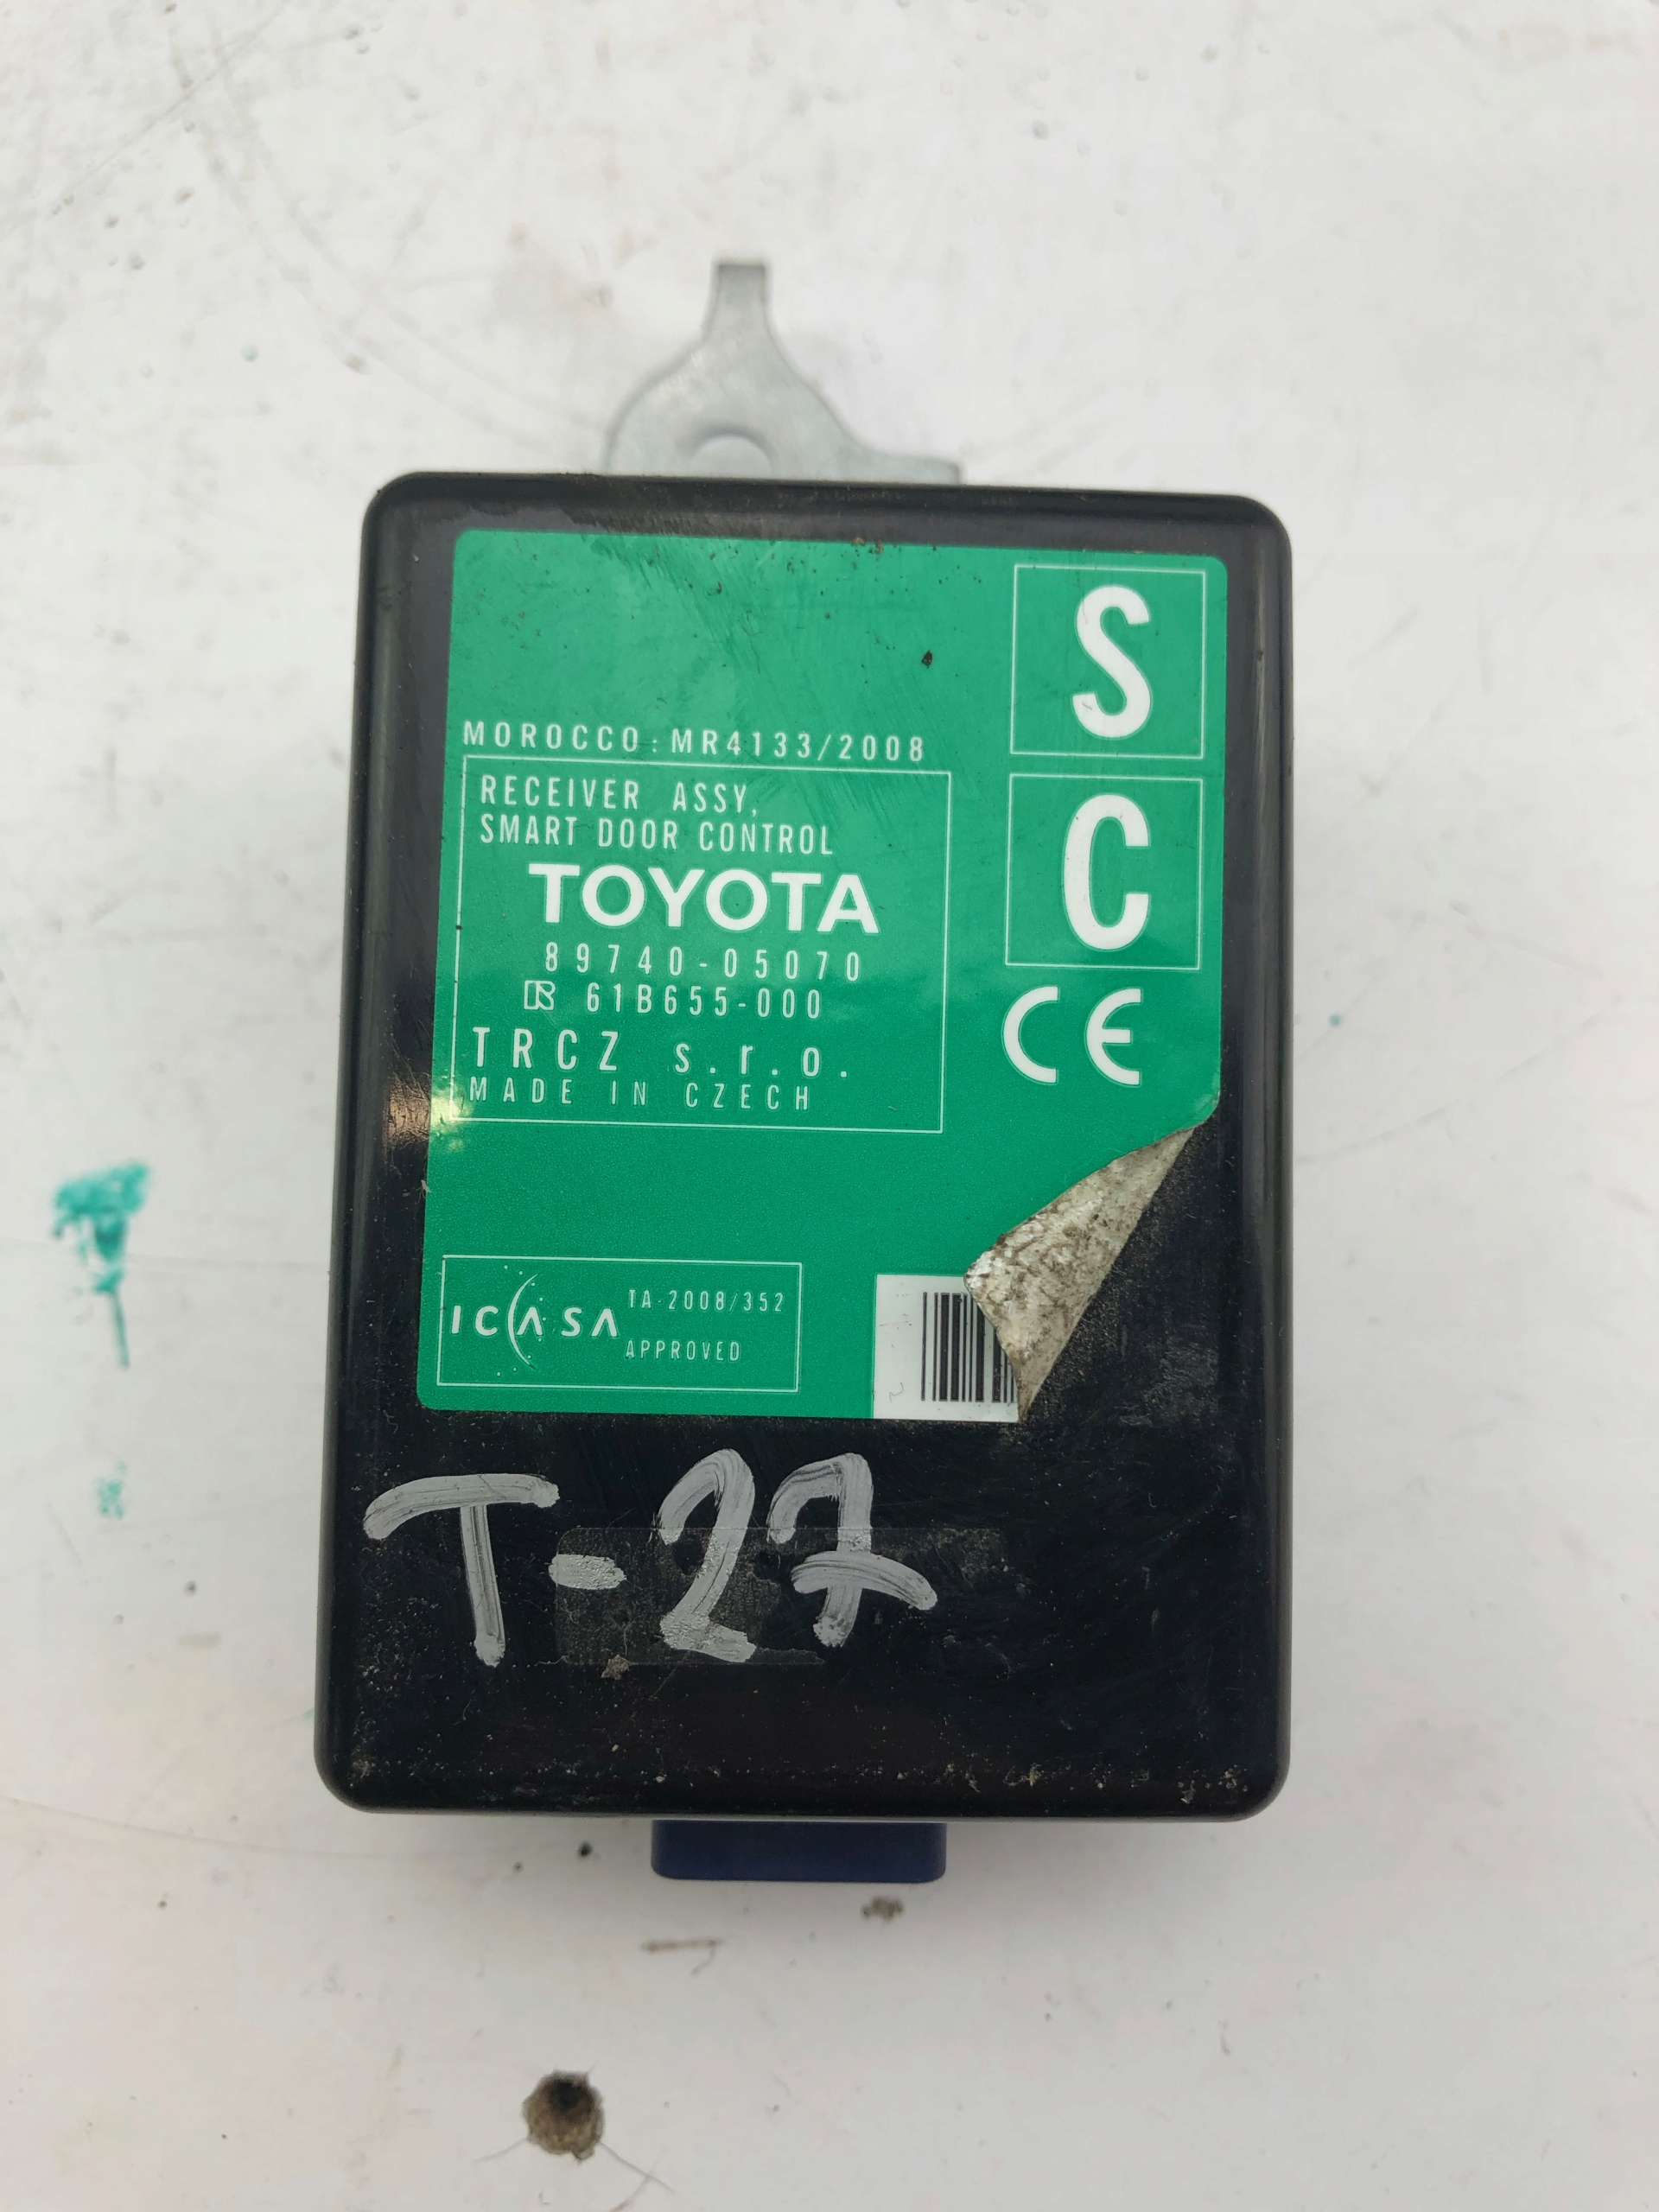 S
MOROCCO:MR4133/2008
RECEIVER ASSY,
SMART DOOR CONTROL
C
TOYOTA
89740-05070
R 61B655-000
CE
TRCZ s.r.o.
MADE IN CZECH
ICASA TA-2008/352
APPROVED
T-27